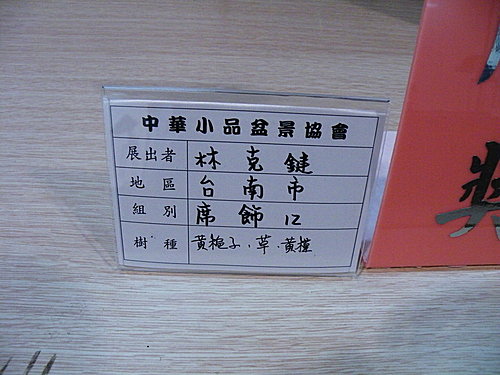 中華小品盆景協會
展出者 林克鍵
地區 台南市
組別 席飾 12
樹種 黃梔子、草、黃槿
獎